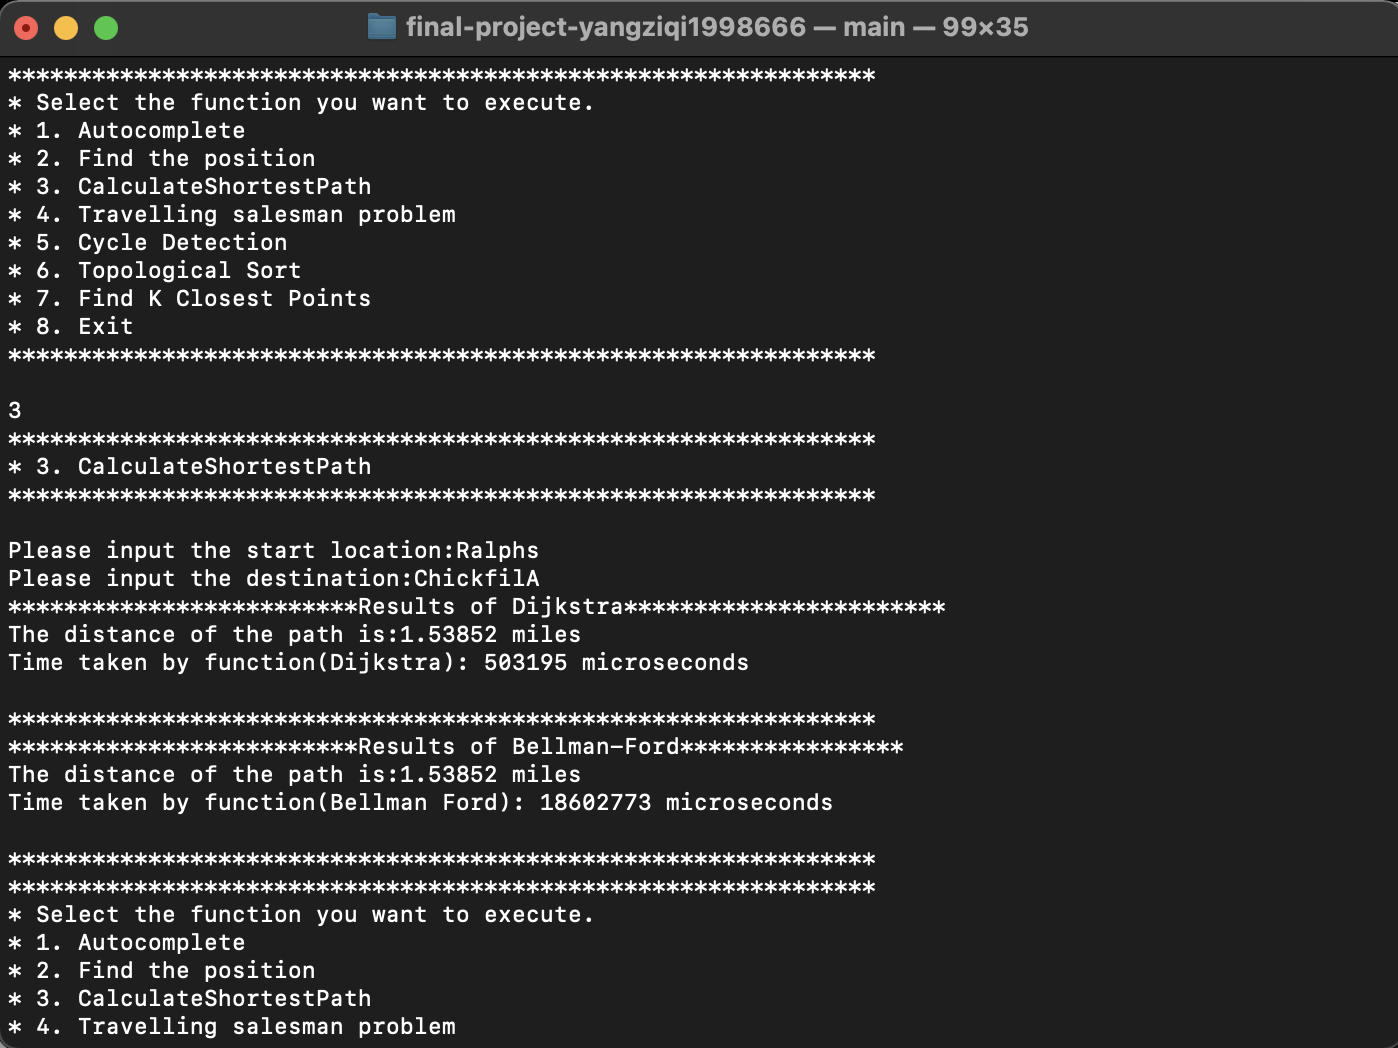 final-project-yangziqi1998666 — main — 99×35
**************************************************************
* Select the function you want to execute.
* 1. Autocomplete
* 2. Find the position
* 3. CalculateShortestPath
* 4. Travelling salesman problem
* 5. Cycle Detection
* 6. Topological Sort
* 7. Find K Closest Points
* 8. Exit
**************************************************************
3
**************************************************************
* 3. CalculateShortestPath
**************************************************************
Please input the start location:Ralphs
Please input the destination:ChickfilA
*************************Results of Dijkstra***********************
The distance of the path is:1.53852 miles
Time taken by function(Dijkstra): 503195 microseconds
**************************************************************
*************************Results of Bellman-Ford****************
The distance of the path is:1.53852 miles
Time taken by function(Bellman Ford): 18602773 microseconds
**************************************************************
**************************************************************
* Select the function you want to execute.
* 1. Autocomplete
* 2. Find the position
* 3. CalculateShortestPath
* 4. Travelling salesman problem